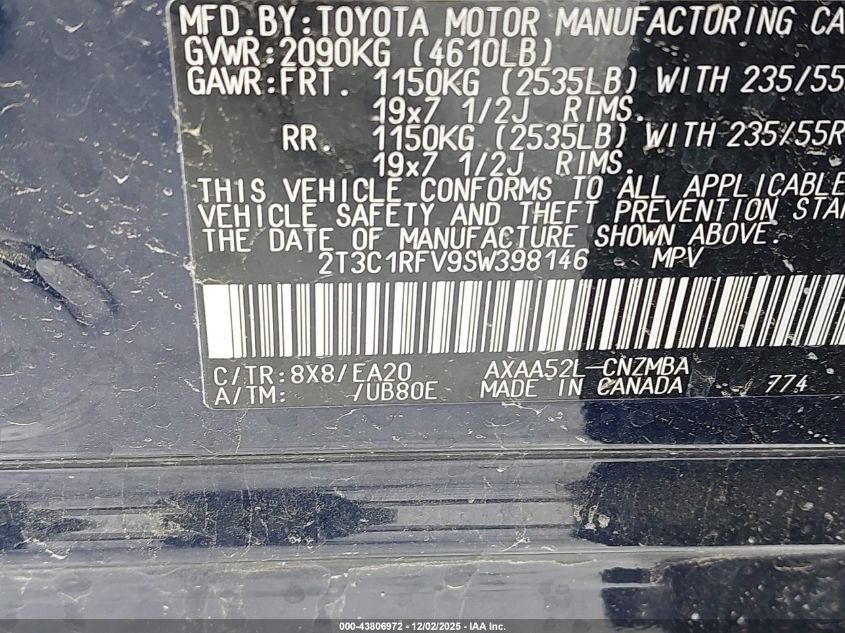 MFD.BY:TOYOTA MOTOR MANUFACTURING CA
GVWR:2090KG (4610LB)
GAWR:FRT. 1150KG (2535LB) WITH 235/55
19x7 1/2J RIMS.
RR. 1150KG (2535LB) WITH 235/55R
19x7 1/2J RIMS.
THIS VEHICLE CONFORMS TO ALL APPLICABLE
VEHICLE SAFETY AND THEFT PREVENTION STA
THE DATE OF MANUFACTURE SHOWN ABOVE.
2T3C1RFV9SW398146 MPV
C/TR:8X8/EA20 AXAA52L-CNZMBA
A/TM: /UB80E MADE IN CANADA 774
000-43806972 - 12/02/2025 - IAA Inc.